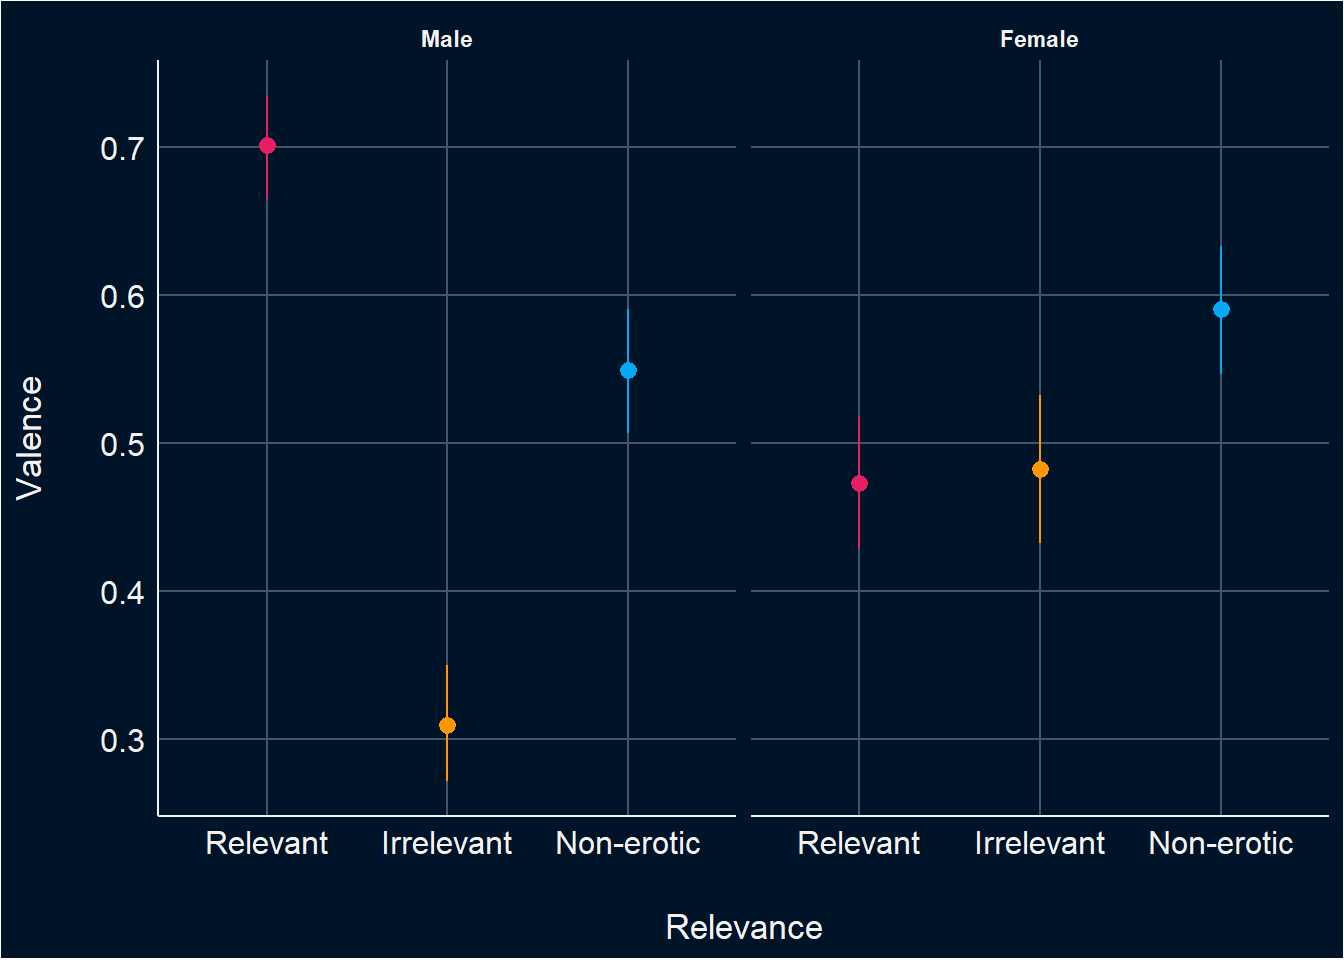 Male Female
0.7
0.6
0.5
0.4
0.3
Valence
Relevant Irrelevant Non-erotic Relevant Irrelevant Non-erotic
Relevance